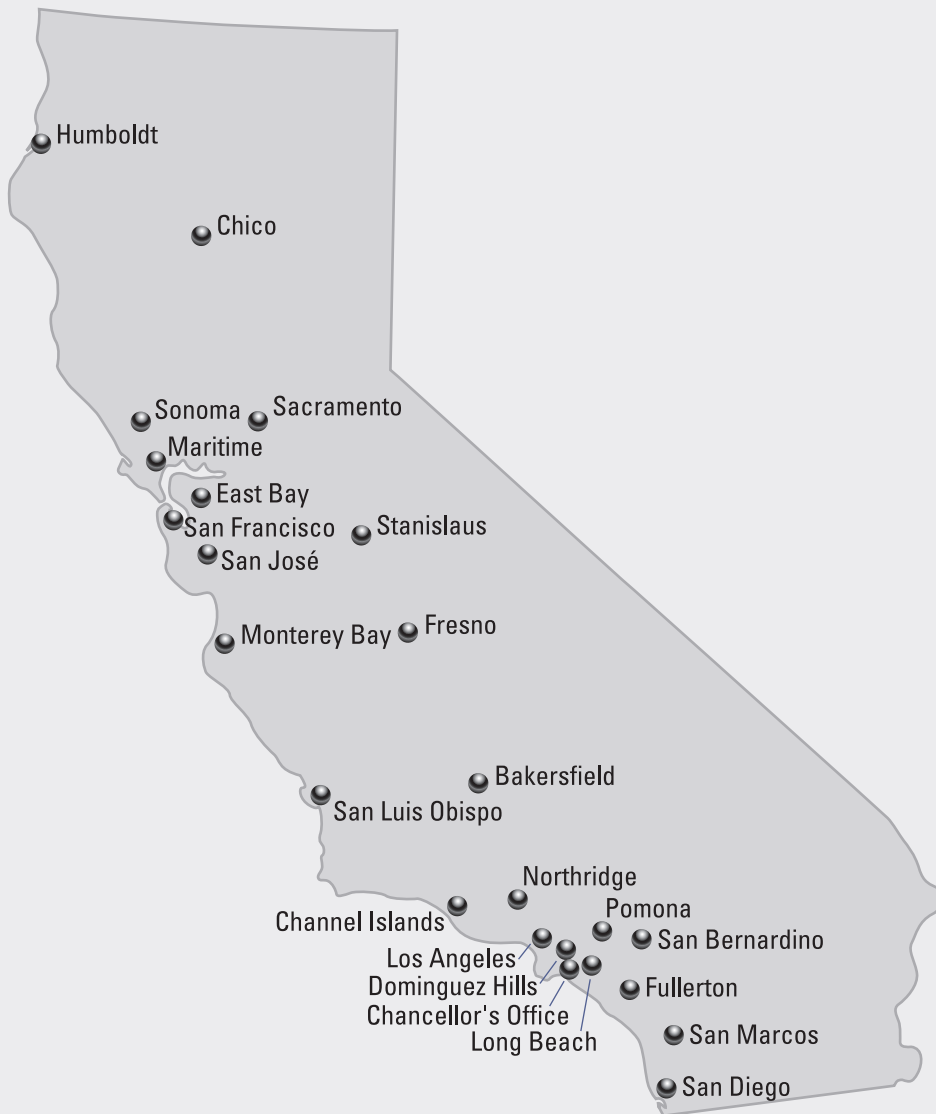 Humboldt
Chico
Sonoma
Sacramento
Maritime
East Bay
San Francisco
Stanislaus
San José
Monterey Bay
Fresno
Bakersfield
San Luis Obispo
Northridge
Channel Islands
Pomona
San Bernardino
Los Angeles
Dominguez Hills
Fullerton
Chancellor's Office
Long Beach
San Marcos
San Diego